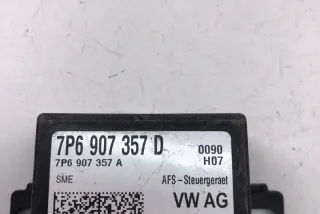 7P6 907 357 D 0090
7P6 907 357 A H07
SME AFS-Steuergeraet
VW AG